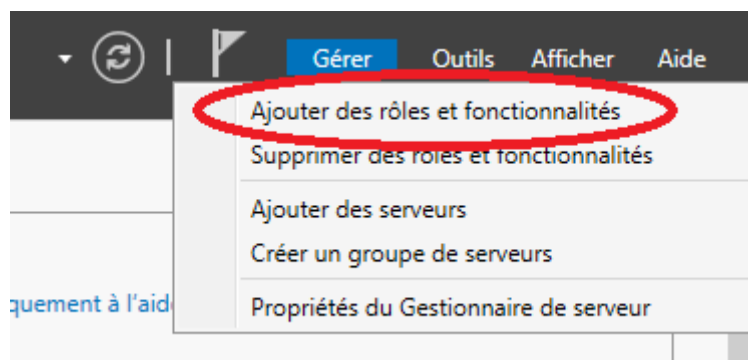 Gérer Outils Afficher Aide
Ajouter des rôles et fonctionnalités
Supprimer des rôles et fonctionnalités
Ajouter des serveurs
Créer un groupe de serveurs
quement à l'aid
Propriétés du Gestionnaire de serveur